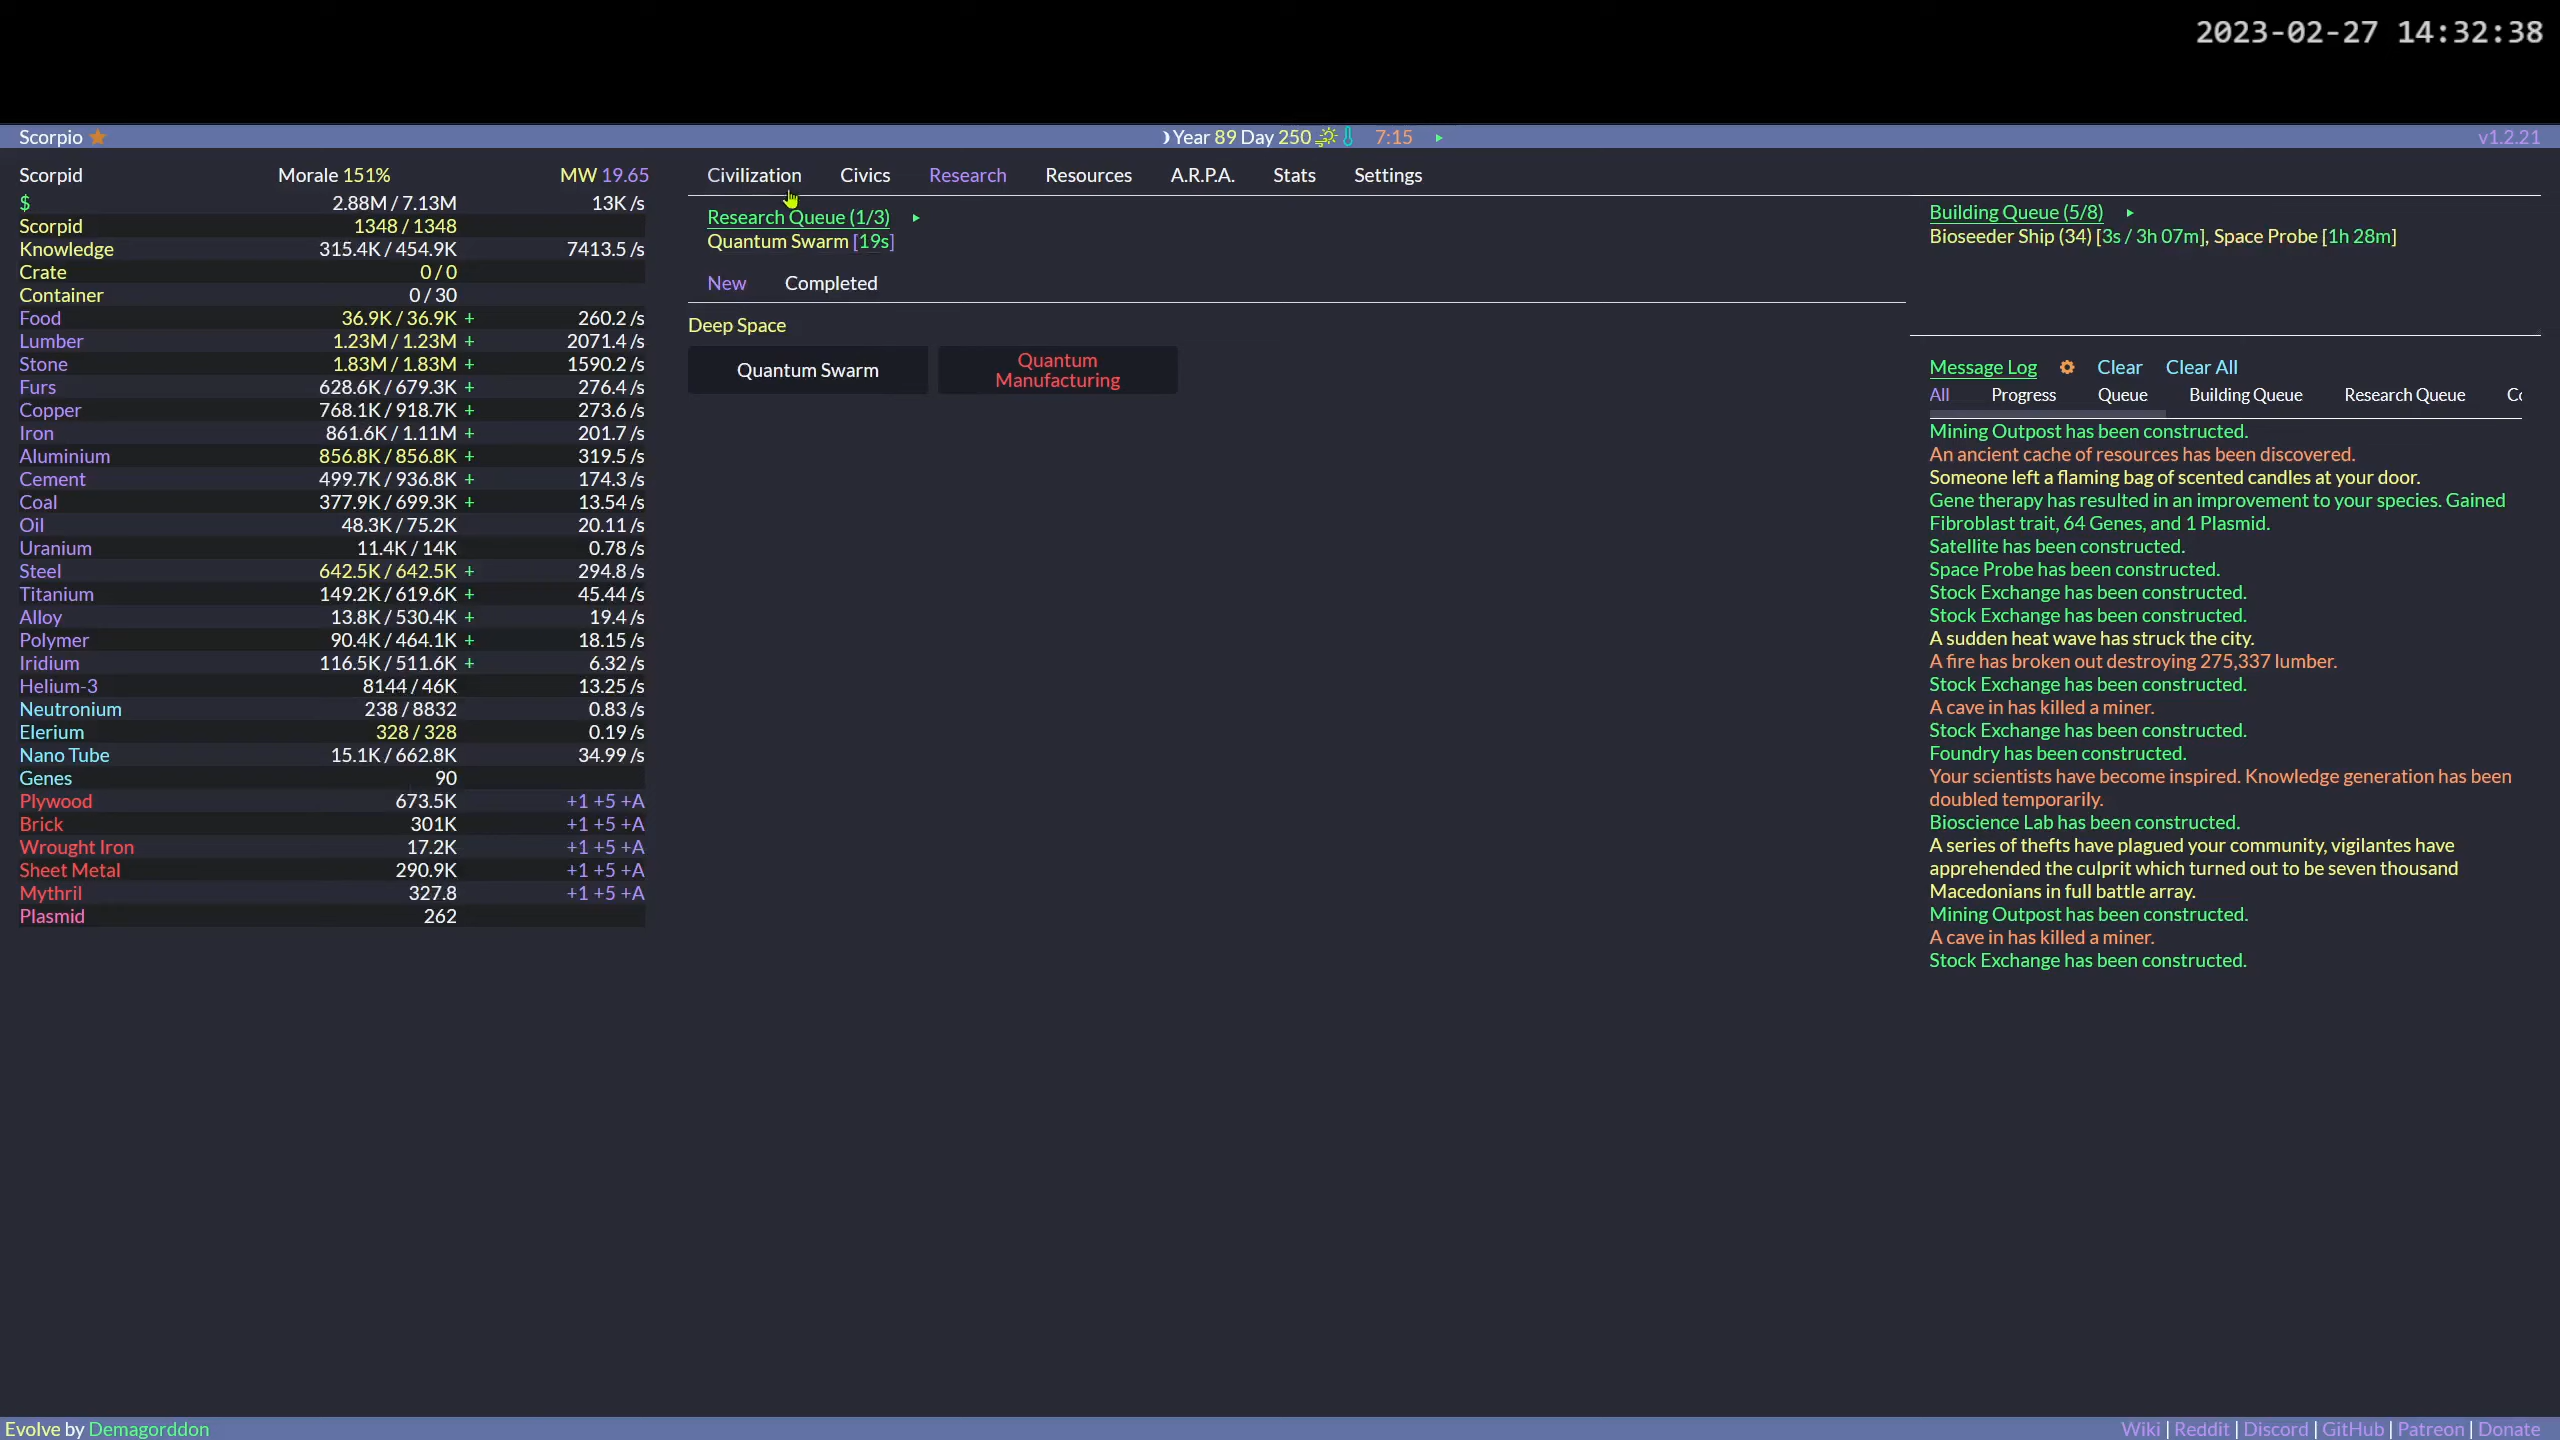 2023-02-27 14:32:38
Scorpio
Year 89 Day 250 7:15
v1.2.21
Scorpid Morale 151% MW 19.65
$ 2.88M / 7.13M 13K /s
Scorpid 1348 / 1348
Knowledge 315.4K / 454.9K 7413.5 /s
Crate 0 / 0
Container 0 / 30
Food 36.9K / 36.9K + 260.2 /s
Lumber 1.23M / 1.23M + 2071.4 /s
Stone 1.83M / 1.83M + 1590.2 /s
Furs 628.6K / 679.3K + 276.4 /s
Copper 768.1K / 918.7K + 273.6 /s
Iron 861.6K / 1.11M + 201.7 /s
Aluminium 856.8K / 856.8K + 319.5 /s
Cement 499.7K / 936.8K + 174.3 /s
Coal 377.9K / 699.3K + 13.54 /s
Oil 48.3K / 75.2K 20.11 /s
Uranium 11.4K / 14K 0.78 /s
Steel 642.5K / 642.5K + 294.8 /s
Titanium 149.2K / 619.6K + 45.44 /s
Alloy 13.8K / 530.4K + 19.4 /s
Polymer 90.4K / 464.1K + 18.15 /s
Iridium 116.5K / 511.6K + 6.32 /s
Helium-3 8144 / 46K 13.25 /s
Neutronium 238 / 8832 0.83 /s
Elerium 328 / 328 0.19 /s
Nano Tube 15.1K / 662.8K 34.99 /s
Genes 90
Plywood 673.5K +1 +5 +A
Brick 301K +1 +5 +A
Wrought Iron 17.2K +1 +5 +A
Sheet Metal 290.9K +1 +5 +A
Mythril 327.8 +1 +5 +A
Plasmid 262
Civilization Civics Research Resources A.R.P.A. Stats Settings
Research Queue (1/3)
Quantum Swarm [19s]
New Completed
Deep Space
Quantum Swarm
Quantum
Manufacturing
Building Queue (5/8)
Bioseeder Ship (34) [3s / 3h 07m], Space Probe [1h 28m]
Message Log Clear Clear All
All Progress Queue Building Queue Research Queue
Mining Outpost has been constructed.
An ancient cache of resources has been discovered.
Someone left a flaming bag of scented candles at your door.
Gene therapy has resulted in an improvement to your species. Gained
Fibroblast trait, 64 Genes, and 1 Plasmid.
Satellite has been constructed.
Space Probe has been constructed.
Stock Exchange has been constructed.
Stock Exchange has been constructed.
A sudden heat wave has struck the city.
A fire has broken out destroying 275,337 lumber.
Stock Exchange has been constructed.
A cave in has killed a miner.
Stock Exchange has been constructed.
Foundry has been constructed.
Your scientists have become inspired. Knowledge generation has been
doubled temporarily.
Bioscience Lab has been constructed.
A series of thefts have plagued your community, vigilantes have
apprehended the culprit which turned out to be seven thousand
Macedonians in full battle array.
Mining Outpost has been constructed.
A cave in has killed a miner.
Stock Exchange has been constructed.
Evolve by Demagorddon
Wiki | Reddit | Discord | GitHub | Patreon | Donate